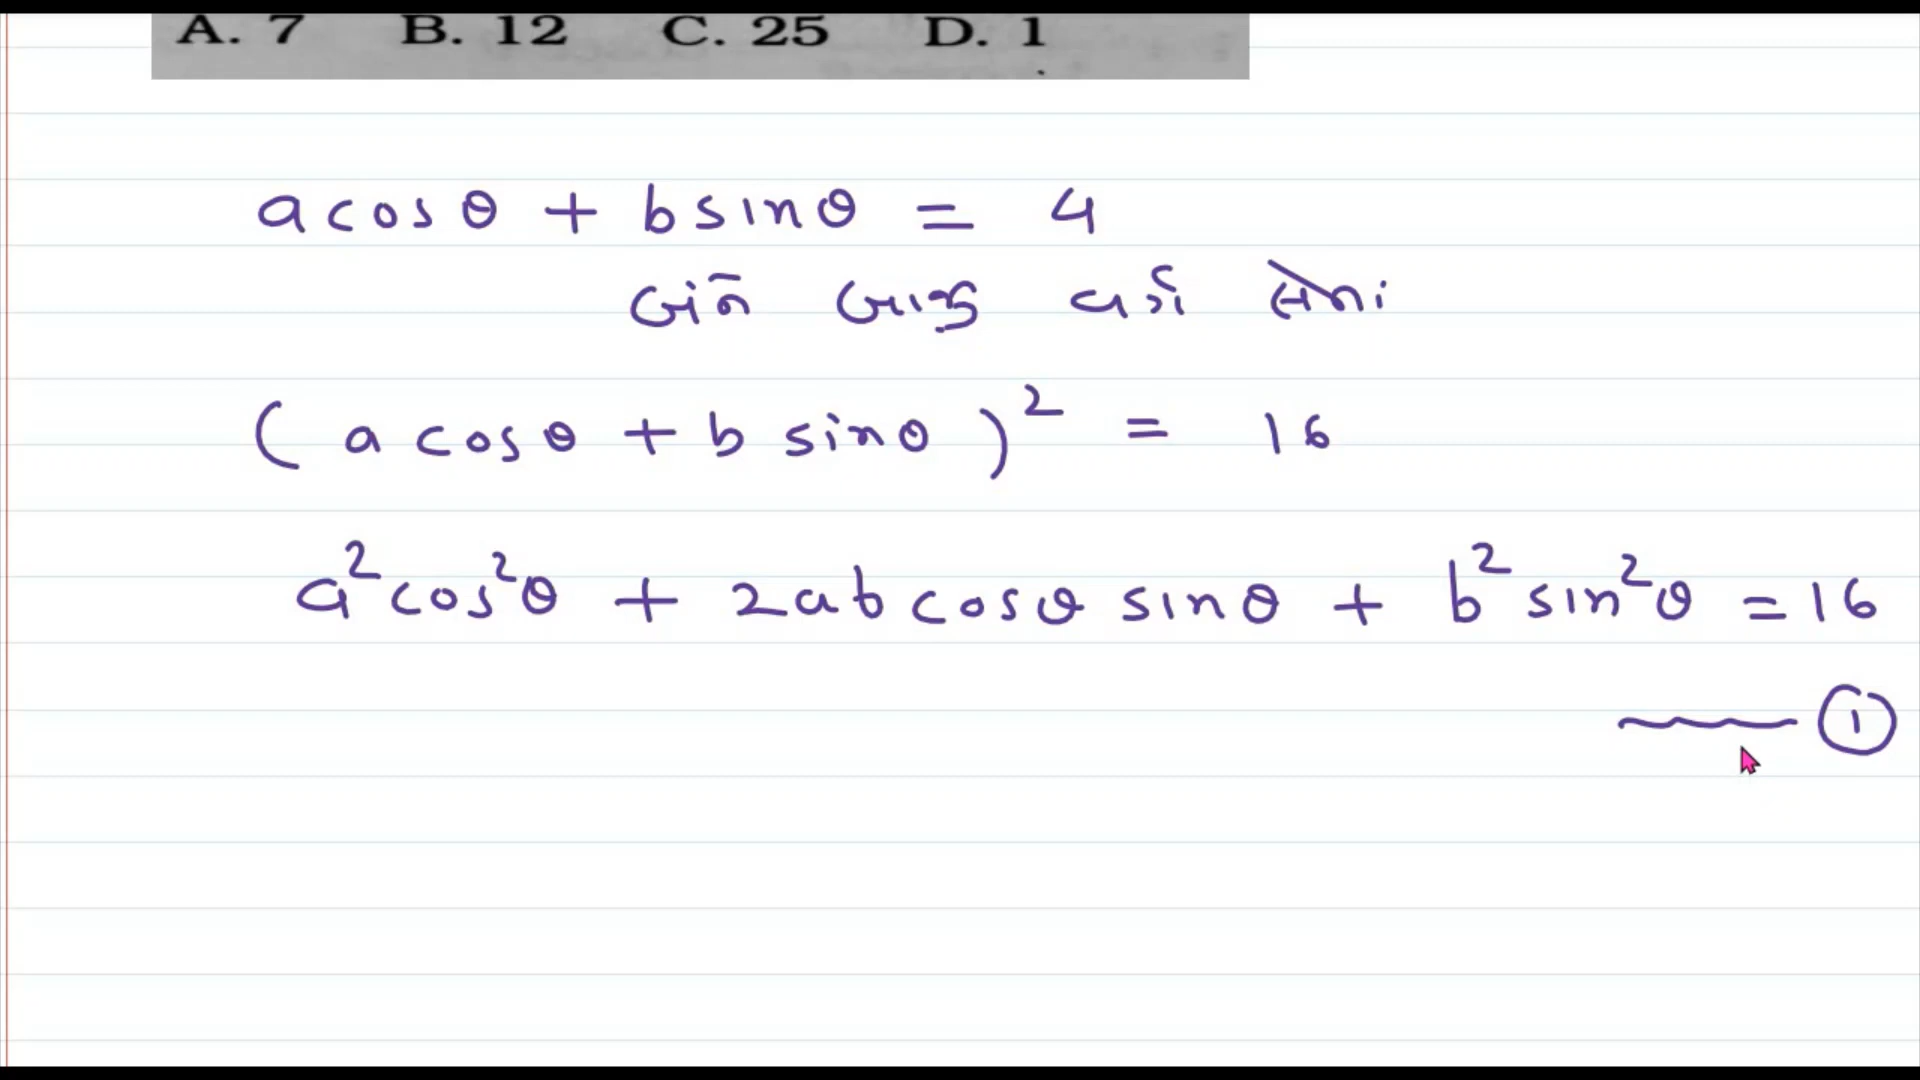 A. 7 B. 12 C. 25 D. 1
a cos θ + b sin θ = 4
બંને બાજુ વર્ગ લેતાં
( a cos θ + b sin θ )² = 16
a² cos² θ + 2ab cos θ sin θ + b² sin² θ = 16
①